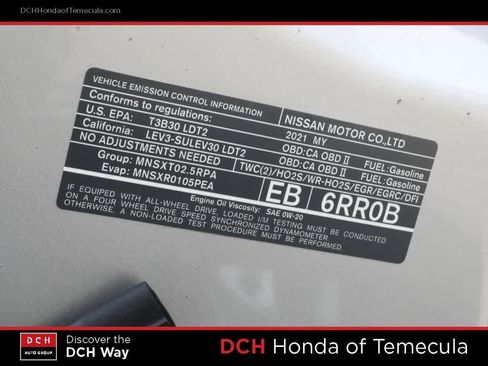 DCHHondaofTemecula.com
VEHICLE EMISSION CONTROL INFORMATION NISSAN MOTOR CO.,LTD
Conforms to regulations: 2021 MY
U.S. EPA: T3B30 LDT2 OBD:CA OBD II FUEL:Gasoline
California: LEV3-SULEV30 LDT2 OBD:CA OBD II FUEL:Gasoline
NO ADJUSTMENTS NEEDED TWC(2)/HO2S/WR-HO2S/EGR/EGRC/DFI
Group: MNSXT02.5RPA
Evap: MNSXR0105PEA
EB 6RR0B
Engine Oil Viscosity: SAE 0W-20
IF EQUIPPED WITH ALL-WHEEL DRIVE, LOADED I/M TESTING MUST BE CONDUCTED
ON A FOUR WHEEL DRIVE SPEED SYNCHRONIZED DYNAMOMETER.
OTHERWISE, A NON-LOADED TEST PROCEDURE MUST BE PERFORMED.
DCH
AUTO GROUP
Discover the
DCH Way
DCH Honda of Temecula